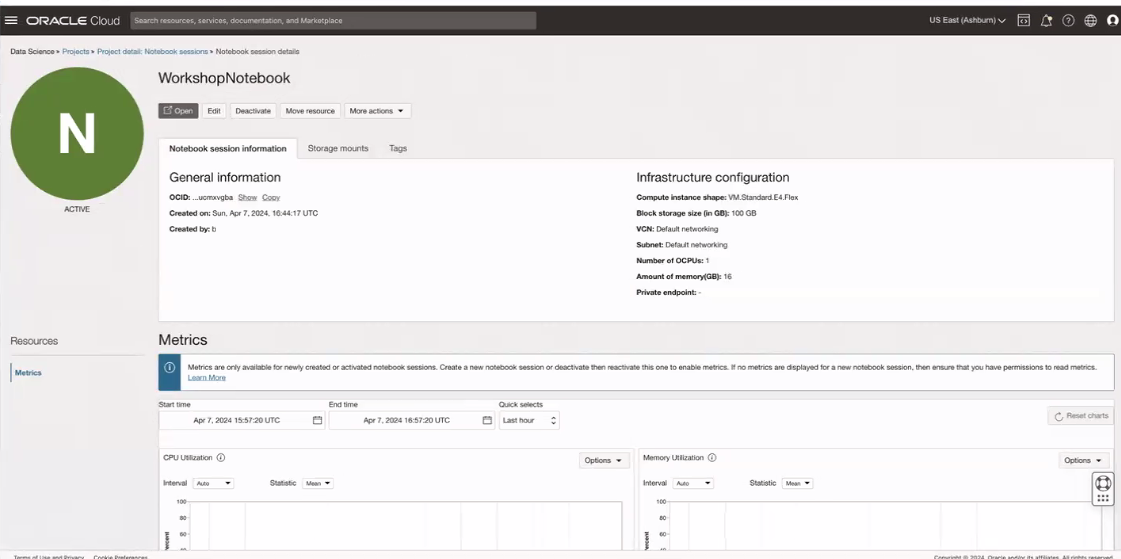 ORACLE Cloud
Search resources, services, documentation, and Marketplace
US East (Ashburn)
Data Science » Projects » Project detail: Notebook sessions » Notebook session details
N
ACTIVE
WorkshopNotebook
Open
Edit
Deactivate
Move resource
More actions
Notebook session information
Storage mounts
Tags
General information
OCID: ...ucmxvgba Show Copy
Created on: Sun, Apr 7, 2024, 16:44:17 UTC
Created by: b
Infrastructure configuration
Compute instance shape: VM.Standard.E4.Flex
Block storage size (in GB): 100 GB
VCN: Default networking
Subnet: Default networking
Number of OCPUs: 1
Amount of memory(GB): 16
Private endpoint: -
Resources
Metrics
Metrics
Metrics are only available for newly created or activated notebook sessions. Create a new notebook session or deactivate then reactivate this one to enable metrics. If no metrics are displayed for a new notebook session, then ensure that you have permissions to read metrics.
Learn More
Start time
Apr 7, 2024 15:57:20 UTC
End time
Apr 7, 2024 16:57:20 UTC
Quick selects
Last hour
Reset charts
CPU Utilization
Options
Interval Auto
Statistic Mean
100
80
60
40
Percent
Memory Utilization
Options
Interval Auto
Statistic Mean
100
80
60
40
Percent
Terms of Use and Privacy
Cookie Preferences
Copyright © 2024, Oracle and/or its affiliates. All rights reserved.